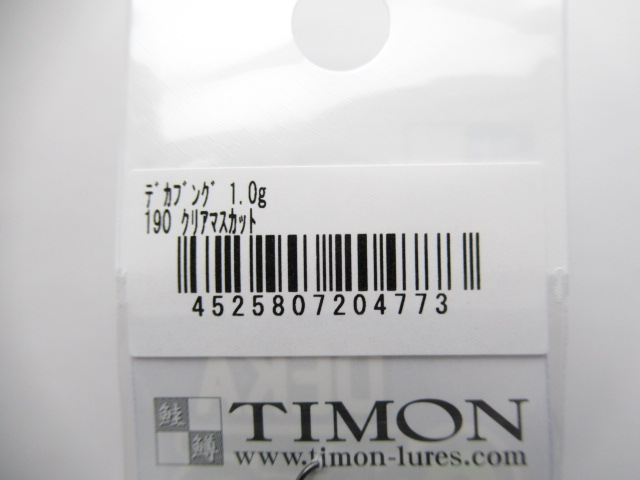 ﾃﾞｶﾌﾞﾝｸﾞ 1.0g
190 ｸﾘｱﾏｽｶｯﾄ
4525807204773
DEKA
鮭
鱒
TIMON
www.timon-lures.com